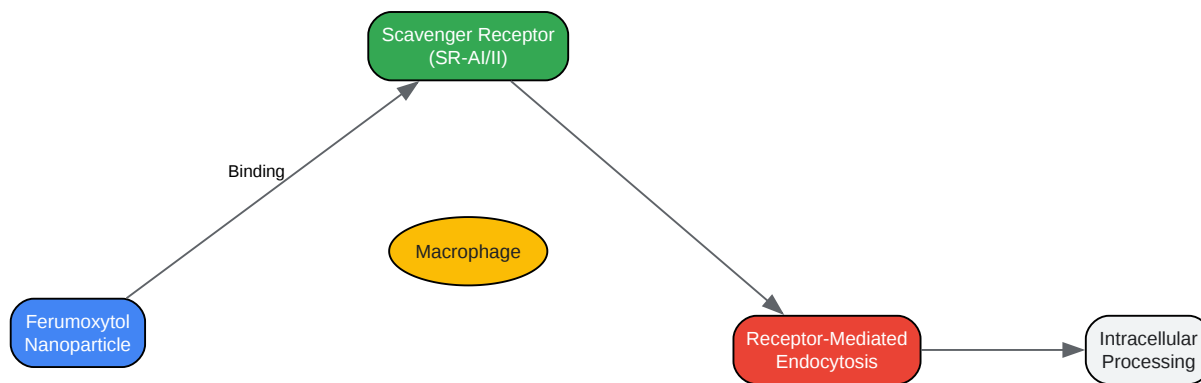 Scavenger Receptor
(SR-AI/II)
Binding
Macrophage
Ferumoxytol
Nanoparticle
Receptor-Mediated
Endocytosis
Intracellular
Processing